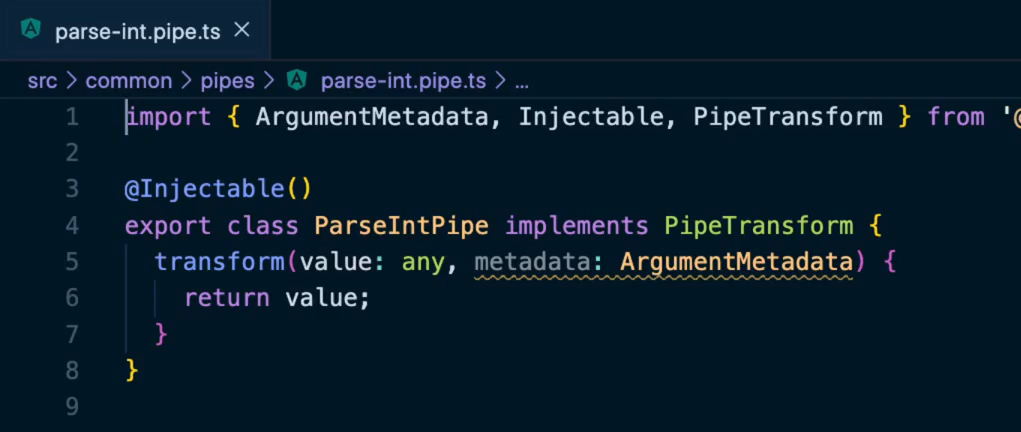 parse-int.pipe.ts ×
src > common > pipes > parse-int.pipe.ts > ...
1 import { ArgumentMetadata, Injectable, PipeTransform } from '@
2
3 @Injectable()
4 export class ParseIntPipe implements PipeTransform {
5 transform(value: any, metadata: ArgumentMetadata) {
6 return value;
7 }
8 }
9